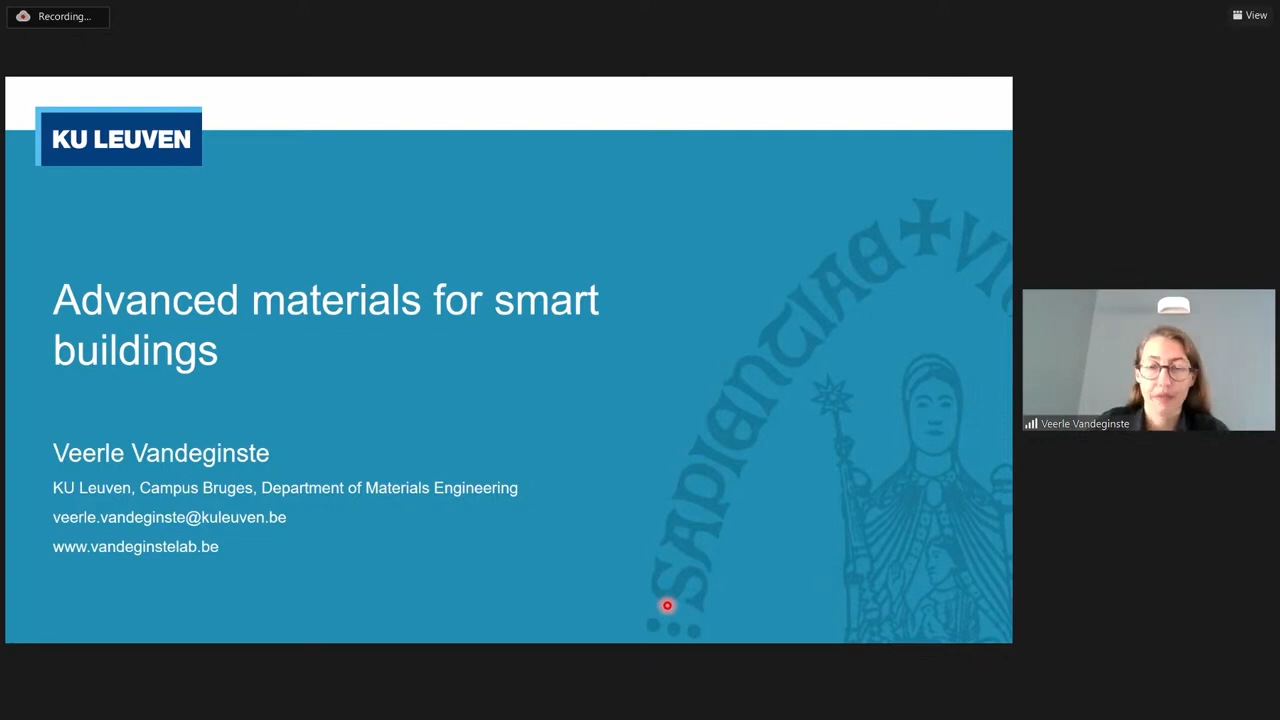 Recording...
View
KU LEUVEN
Advanced materials for smart
buildings
Veerle Vandeginste
KU Leuven, Campus Bruges, Department of Materials Engineering
veerle.vandeginste@kuleuven.be
www.vandeginstelab.be
SAPIENTIAE
Veerle Vandeginste